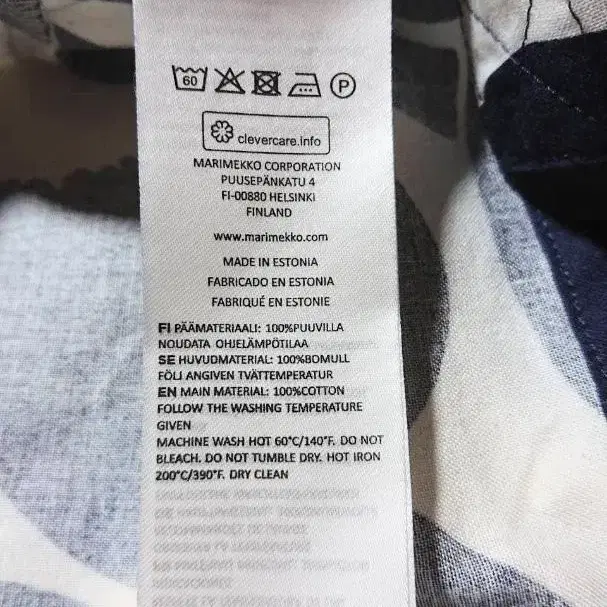 60
P
clevercare.info
MARIMEKKO CORPORATION
PUUSEPÄNKATU 4
FI-00880 HELSINKI
FINLAND
www.marimekko.com
MADE IN ESTONIA
FABRICADO EN ESTONIA
FABRIQUÉ EN ESTONIE
FI PÄÄMATERIAALI: 100%PUUVILLA
NOUDATA OHJELÄMPÖTILAA
SE HUVUDMATERIAL: 100%BOMULL
FÖLJ ANGIVEN TVÄTTEMPERATUR
EN MAIN MATERIAL: 100%COTTON
FOLLOW THE WASHING TEMPERATURE
GIVEN
MACHINE WASH HOT 60°C/140°F. DO NOT
BLEACH. DO NOT TUMBLE DRY. HOT IRON
200°C/390°F. DRY CLEAN